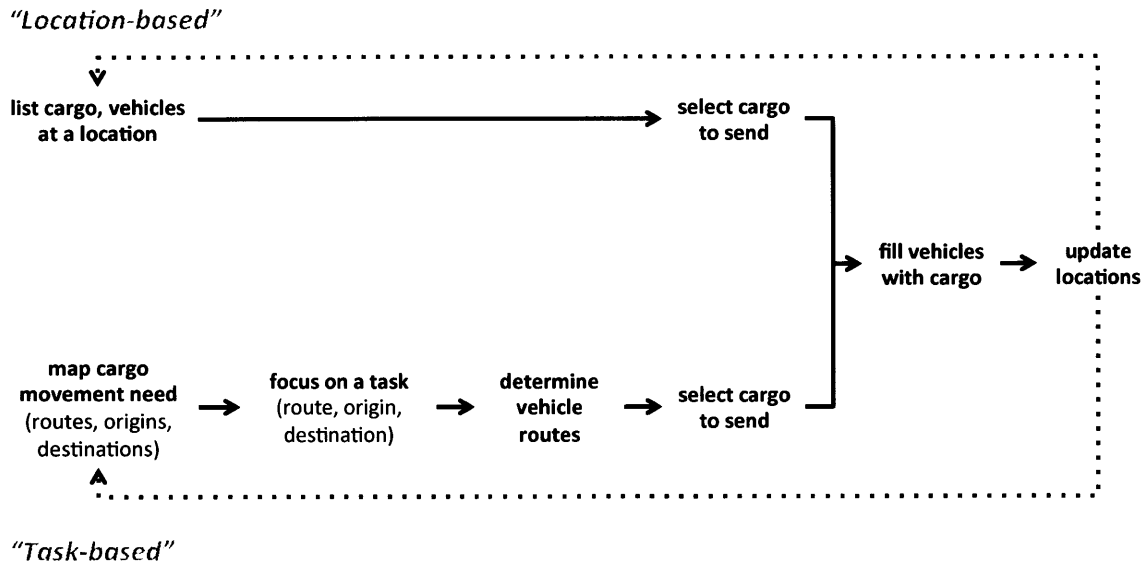 “Location-based”
list cargo, vehicles
at a location
select cargo
to send
fill vehicles
with cargo
update
locations
map cargo
movement need
(routes, origins,
destinations)
focus on a task
(route, origin,
destination)
determine
vehicle
routes
select cargo
to send
“Task-based”